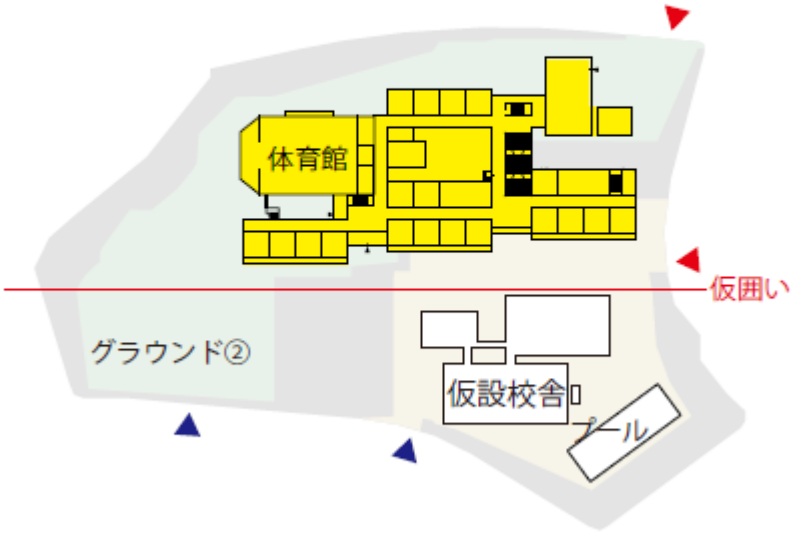 体育館
仮囲い
グラウンド②
仮設校舎
プール